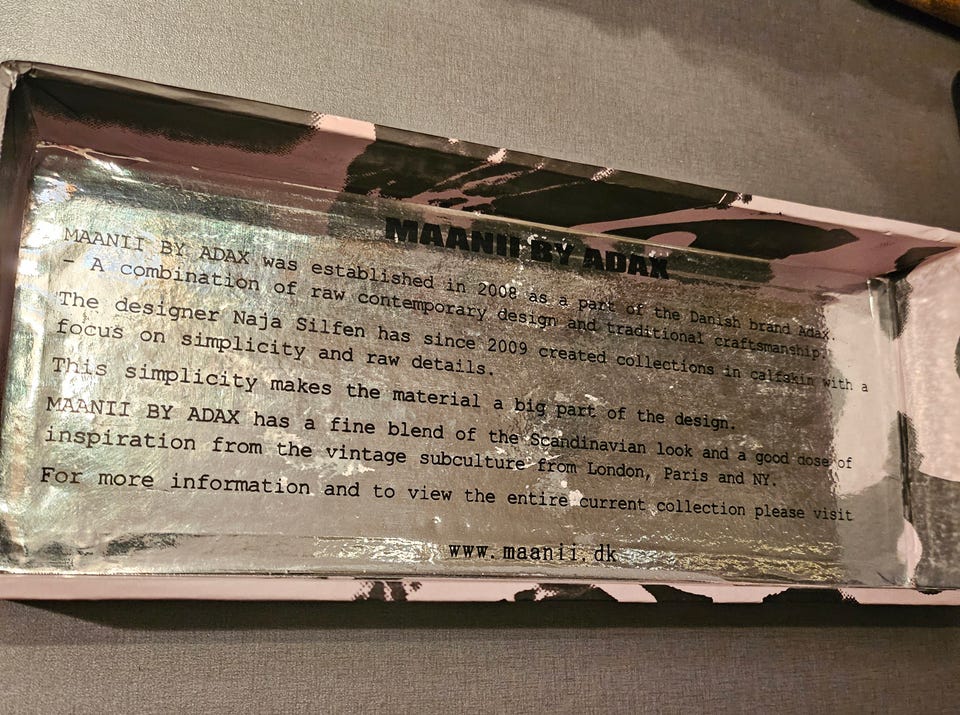 MAANII BY ADAX
MAANII BY ADAX was established in 2008 as a part of the Danish brand Adax.
- A combination of raw contemporary design and traditional craftsmanship.
The designer Naja Silfen has since 2009 created collections in calfskin with a
focus on simplicity and raw details.
This simplicity makes the material a big part of the design.
MAANII BY ADAX has a fine blend of the Scandinavian look and a good dose of
inspiration from the vintage subculture from London, Paris and NY.
For more information and to view the entire current collection please visit
www.maanii.dk